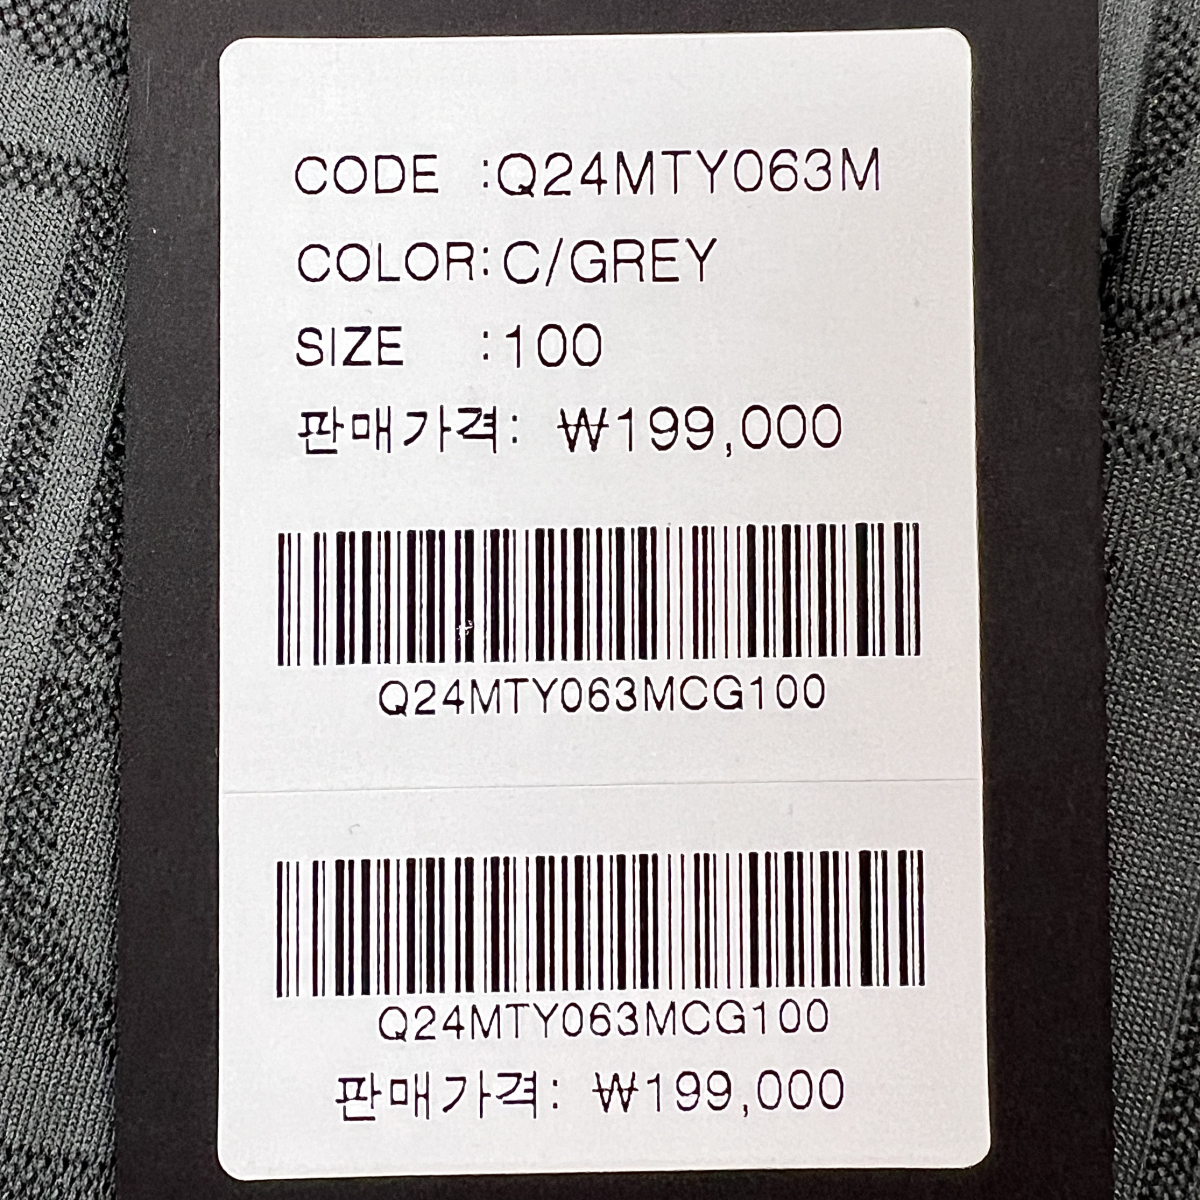 CODE :Q24MTY063M
COLOR:C/GREY
SIZE :100
판매가격: ₩199,000
Q24MTY063MCG100
Q24MTY063MCG100
판매가격: ₩199,000